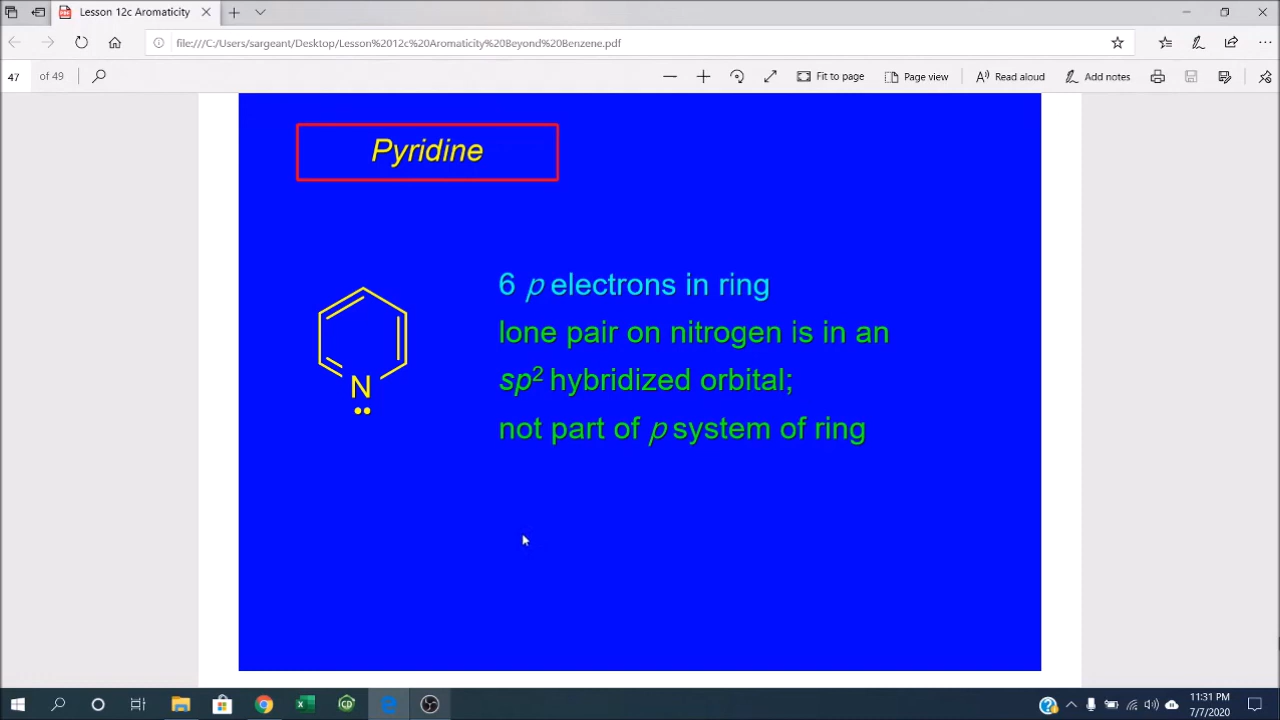 Lesson 12c Aromaticity
file:///C:/Users/sargeant/Desktop/Lesson%2012c%20Aromaticity%20Beyond%20Benzene.pdf
47 of 49 Fit to page Page view Read aloud Add notes
Pyridine
6 p electrons in ring
lone pair on nitrogen is in an
sp² hybridized orbital;
not part of p system of ring
N
11:31 PM
7/7/2020